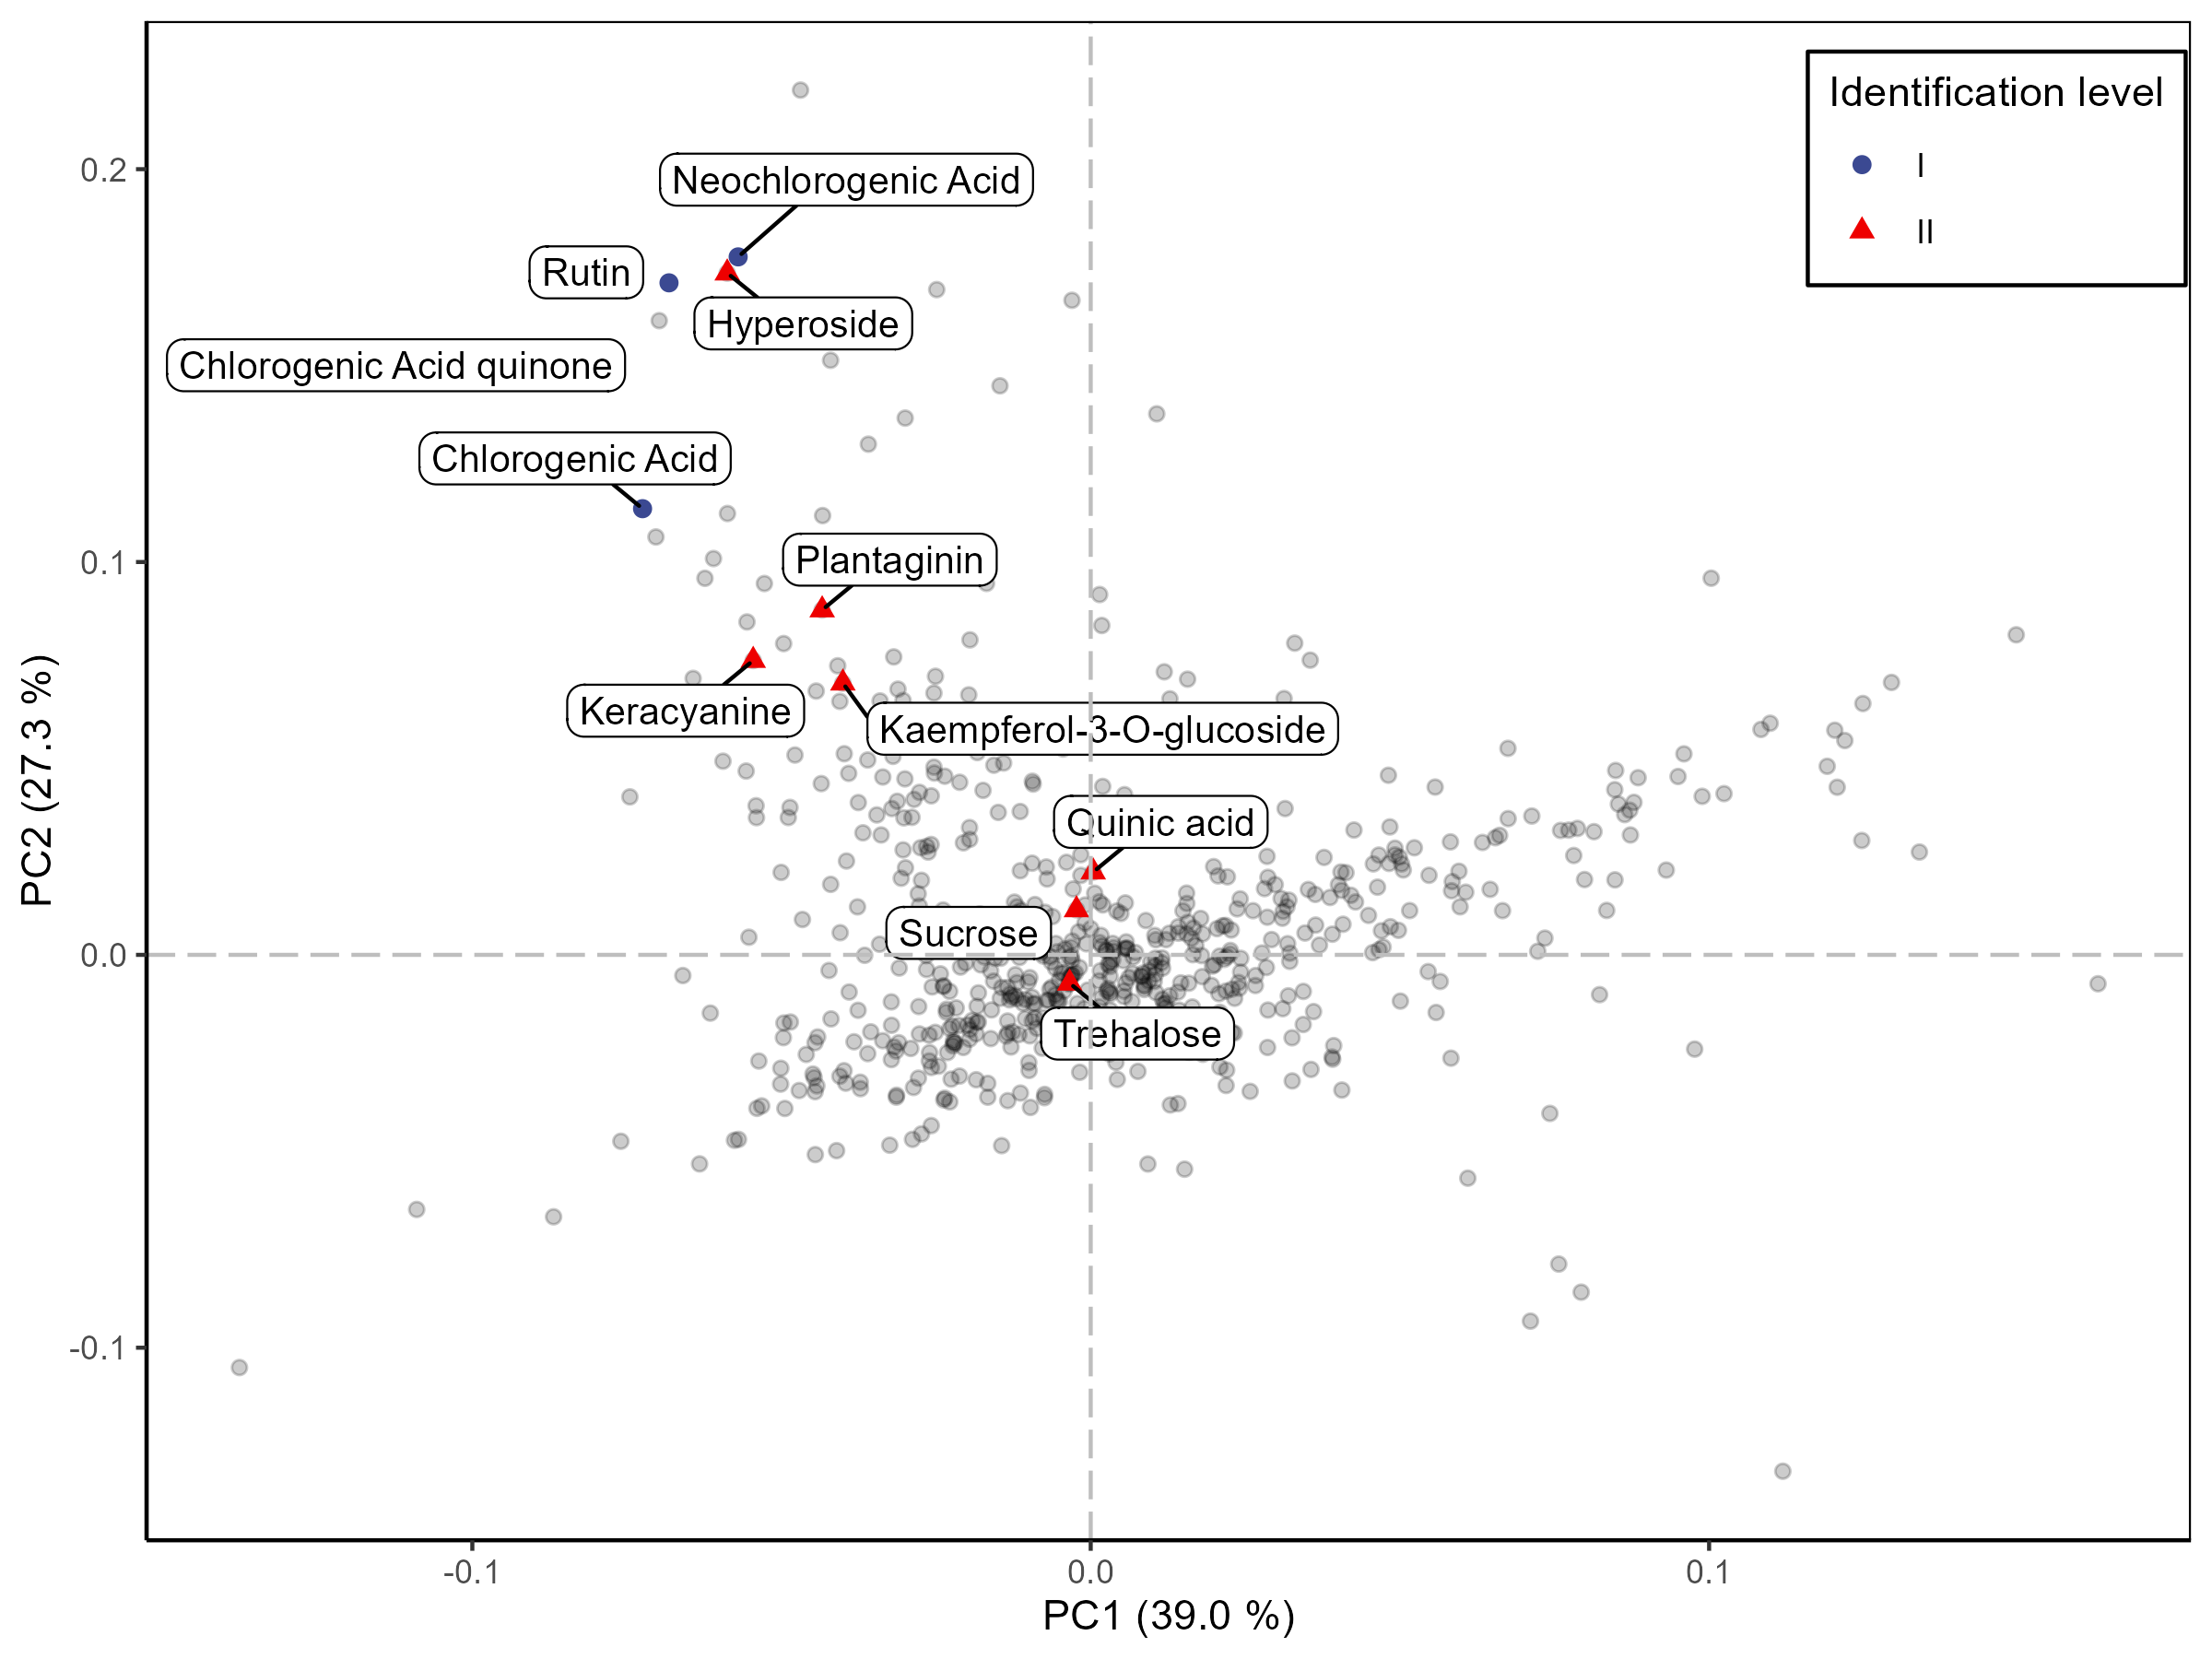 Identification level
I
II
Neochlorogenic Acid
Rutin
Hyperoside
Chlorogenic Acid quinone
Chlorogenic Acid
Plantaginin
Keracyanine
Kaempferol-3-O-glucoside
Quinic acid
Sucrose
Trehalose
0.2
0.1
0.0
-0.1
PC2 (27.3 %)
-0.1
0.0
0.1
PC1 (39.0 %)